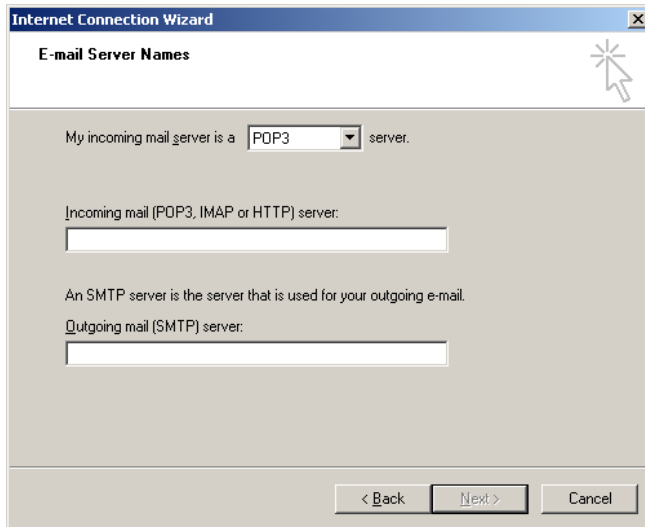 Internet Connection Wizard
E-mail Server Names
My incoming mail server is a POP3 server.
Incoming mail (POP3, IMAP or HTTP) server:
An SMTP server is the server that is used for your outgoing e-mail.
Outgoing mail (SMTP) server:
< Back Next > Cancel